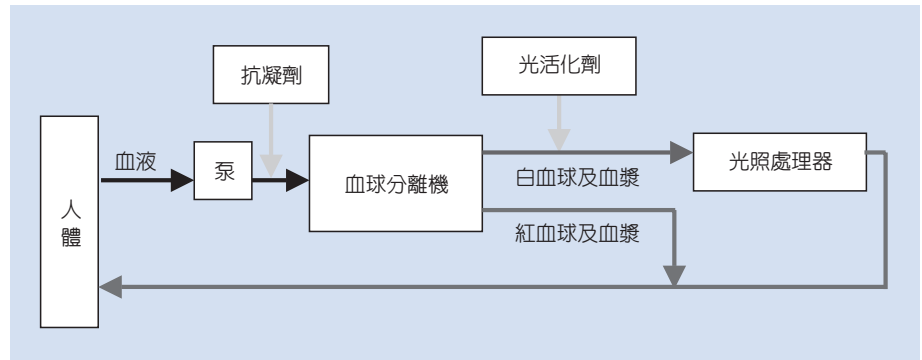 抗凝劑
光活化劑
血液
泵
血球分離機
白血球及血漿
光照處理器
紅血球及血漿
人
體